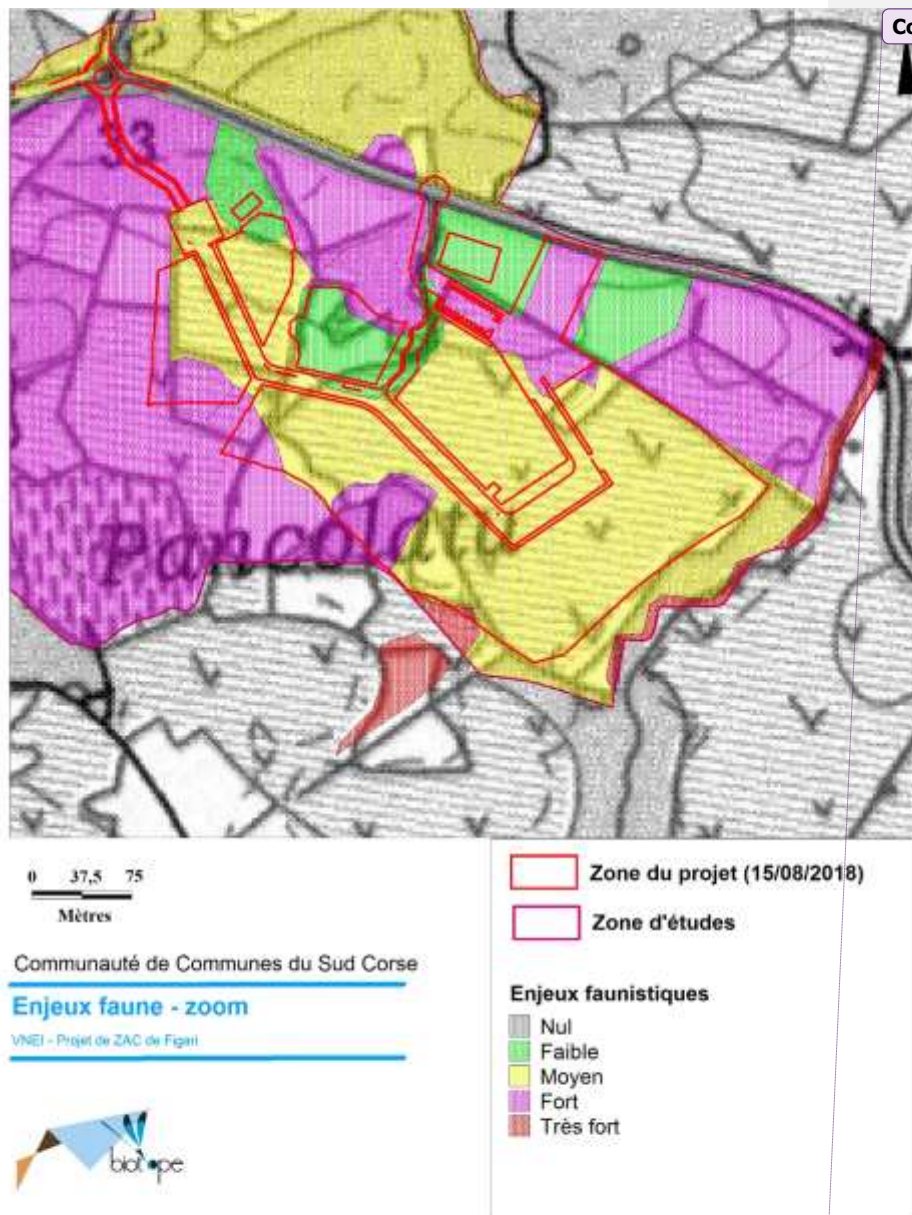 Co
53
Pancolatu
0 37,5 75
Mètres
Communauté de Communes du Sud Corse
Enjeux faune - zoom
VNEI - Projet de ZAC de Figari
biotope
Zone du projet (15/08/2018)
Zone d'études
Enjeux faunistiques
Nul
Faible
Moyen
Fort
Très fort